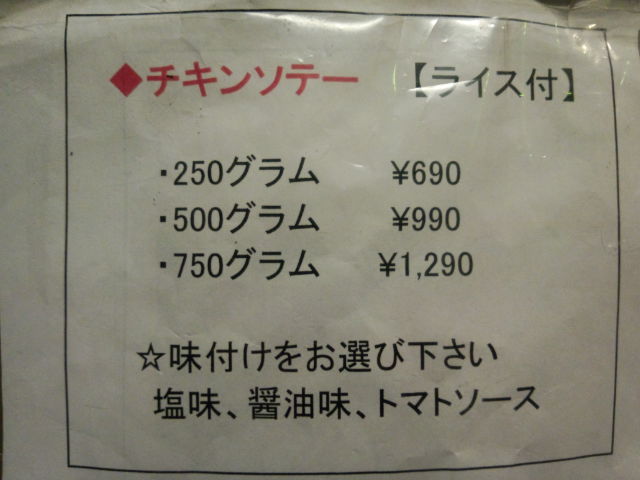 ◆チキンソテー 【ライス付】
・250グラム ¥690
・500グラム ¥990
・750グラム ¥1,290
☆味付けをお選び下さい
塩味、醤油味、トマトソース